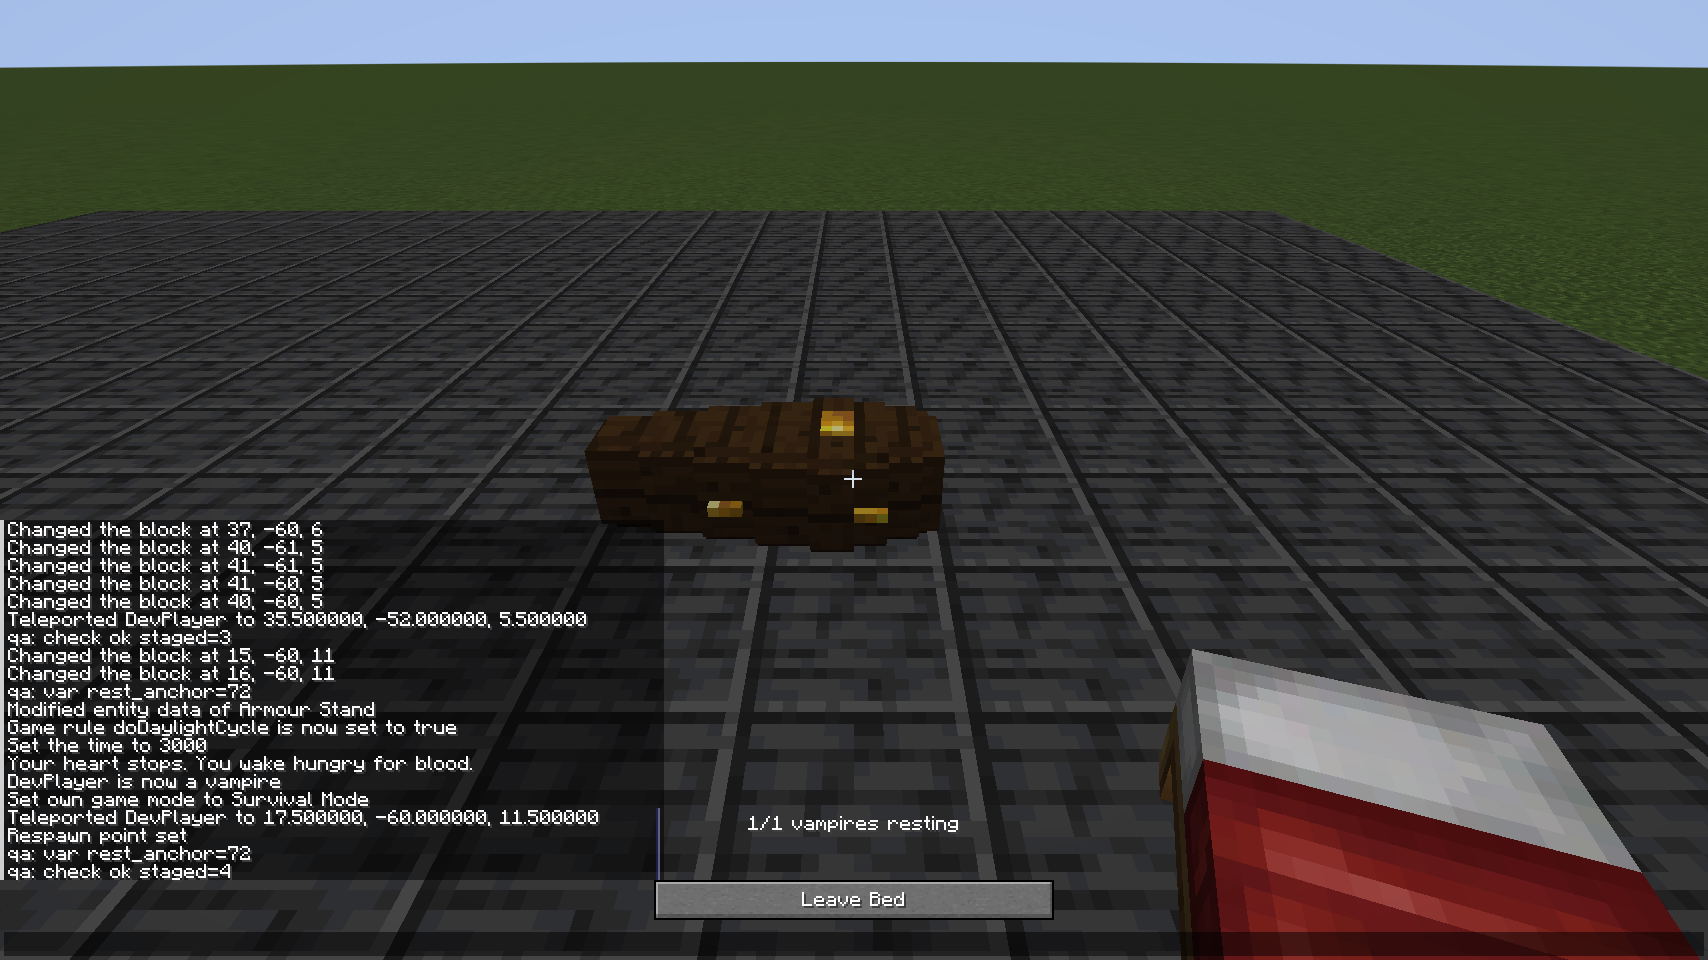 Changed the block at 37, -60, 6
Changed the block at 40, -61, 5
Changed the block at 41, -61, 5
Changed the block at 41, -60, 5
Changed the block at 40, -60, 5
Teleported DevPlayer to 35.500000, -52.000000, 5.500000
qa: check ok staged=3
Changed the block at 15, -60, 11
Changed the block at 16, -60, 11
qa: var rest_anchor=72
Modified entity data of Armour Stand
Game rule doDaylightCycle is now set to true
Set the time to 3000
Your heart stops. You wake hungry for blood.
DevPlayer is now a vampire
Set own game mode to Survival Mode
Teleported DevPlayer to 17.500000, -60.000000, 11.500000
Respawn point set
qa: var rest_anchor=72
qa: check ok staged=4
1/1 vampires resting
Leave Bed